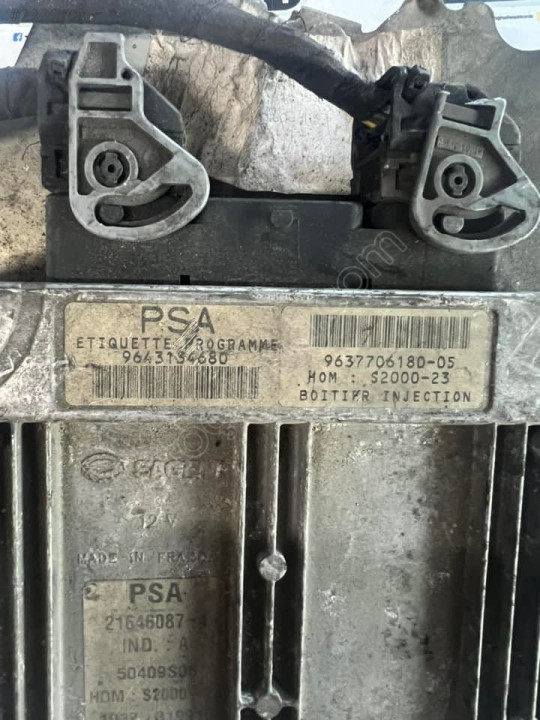 PSA
ETIQUETTE PROGRAMME
9643134680
9637706180-05
HOM : S2000-23
BOITIER INJECTION
SAGEM
12 V
MADE IN FRANCE
PSA
21646087-4
IND. : A
HOM : S2000-